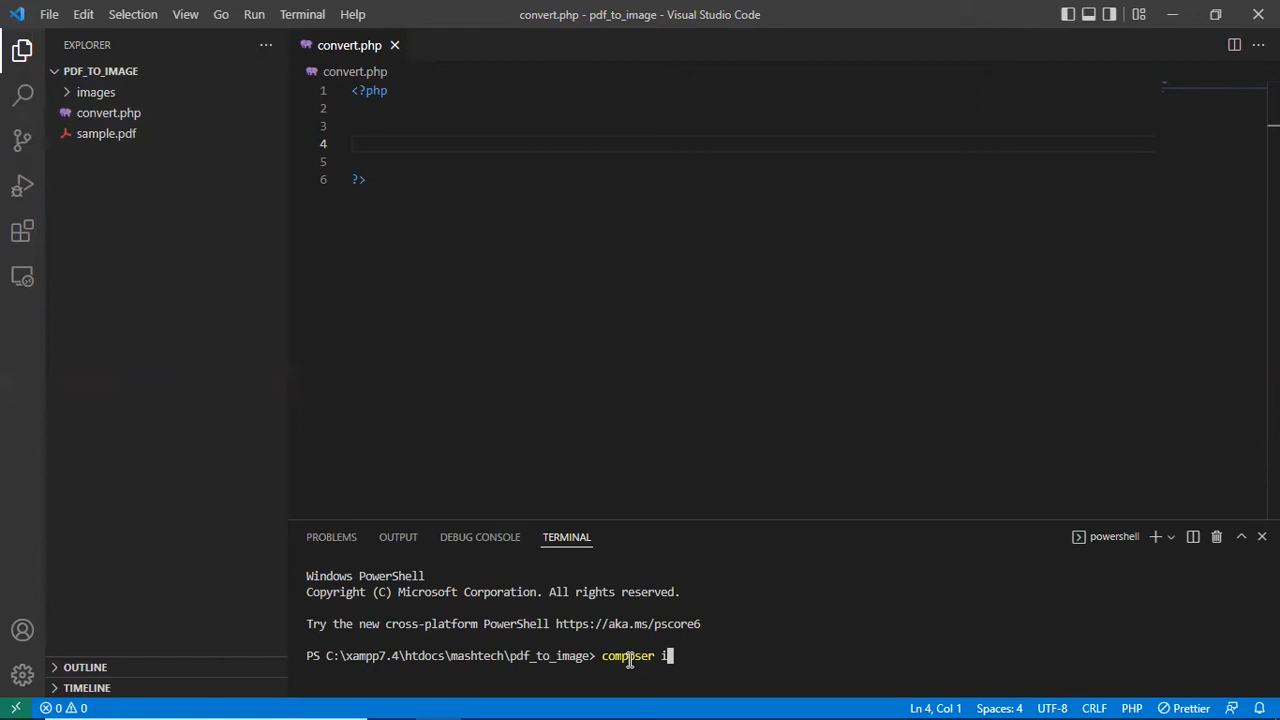 File Edit Selection View Go Run Terminal Help
convert.php - pdf_to_image - Visual Studio Code
EXPLORER
PDF_TO_IMAGE
images
convert.php
sample.pdf
OUTLINE
TIMELINE
convert.php
convert.php
1 <?php
2
3
4
5
6 ?>
PROBLEMS OUTPUT DEBUG CONSOLE TERMINAL
powershell
Windows PowerShell
Copyright (C) Microsoft Corporation. All rights reserved.
Try the new cross-platform PowerShell https://aka.ms/pscore6
PS C:\xampp7.4\htdocs\mashtech\pdf_to_image> composer i
0 0 Ln 4, Col 1 Spaces: 4 UTF-8 CRLF PHP Prettier